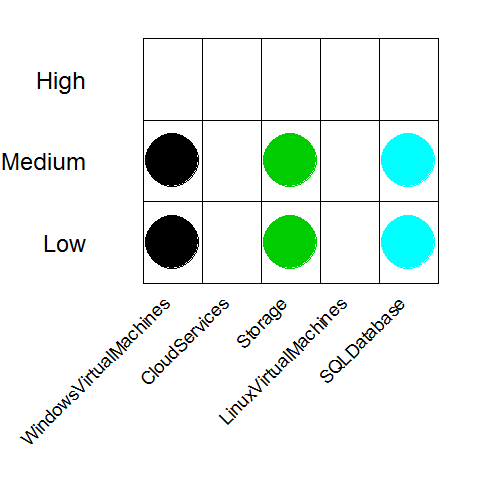 High
Medium
Low
WindowsVirtualMachines
CloudServices
Storage
LinuxVirtualMachines
SQLDatabase